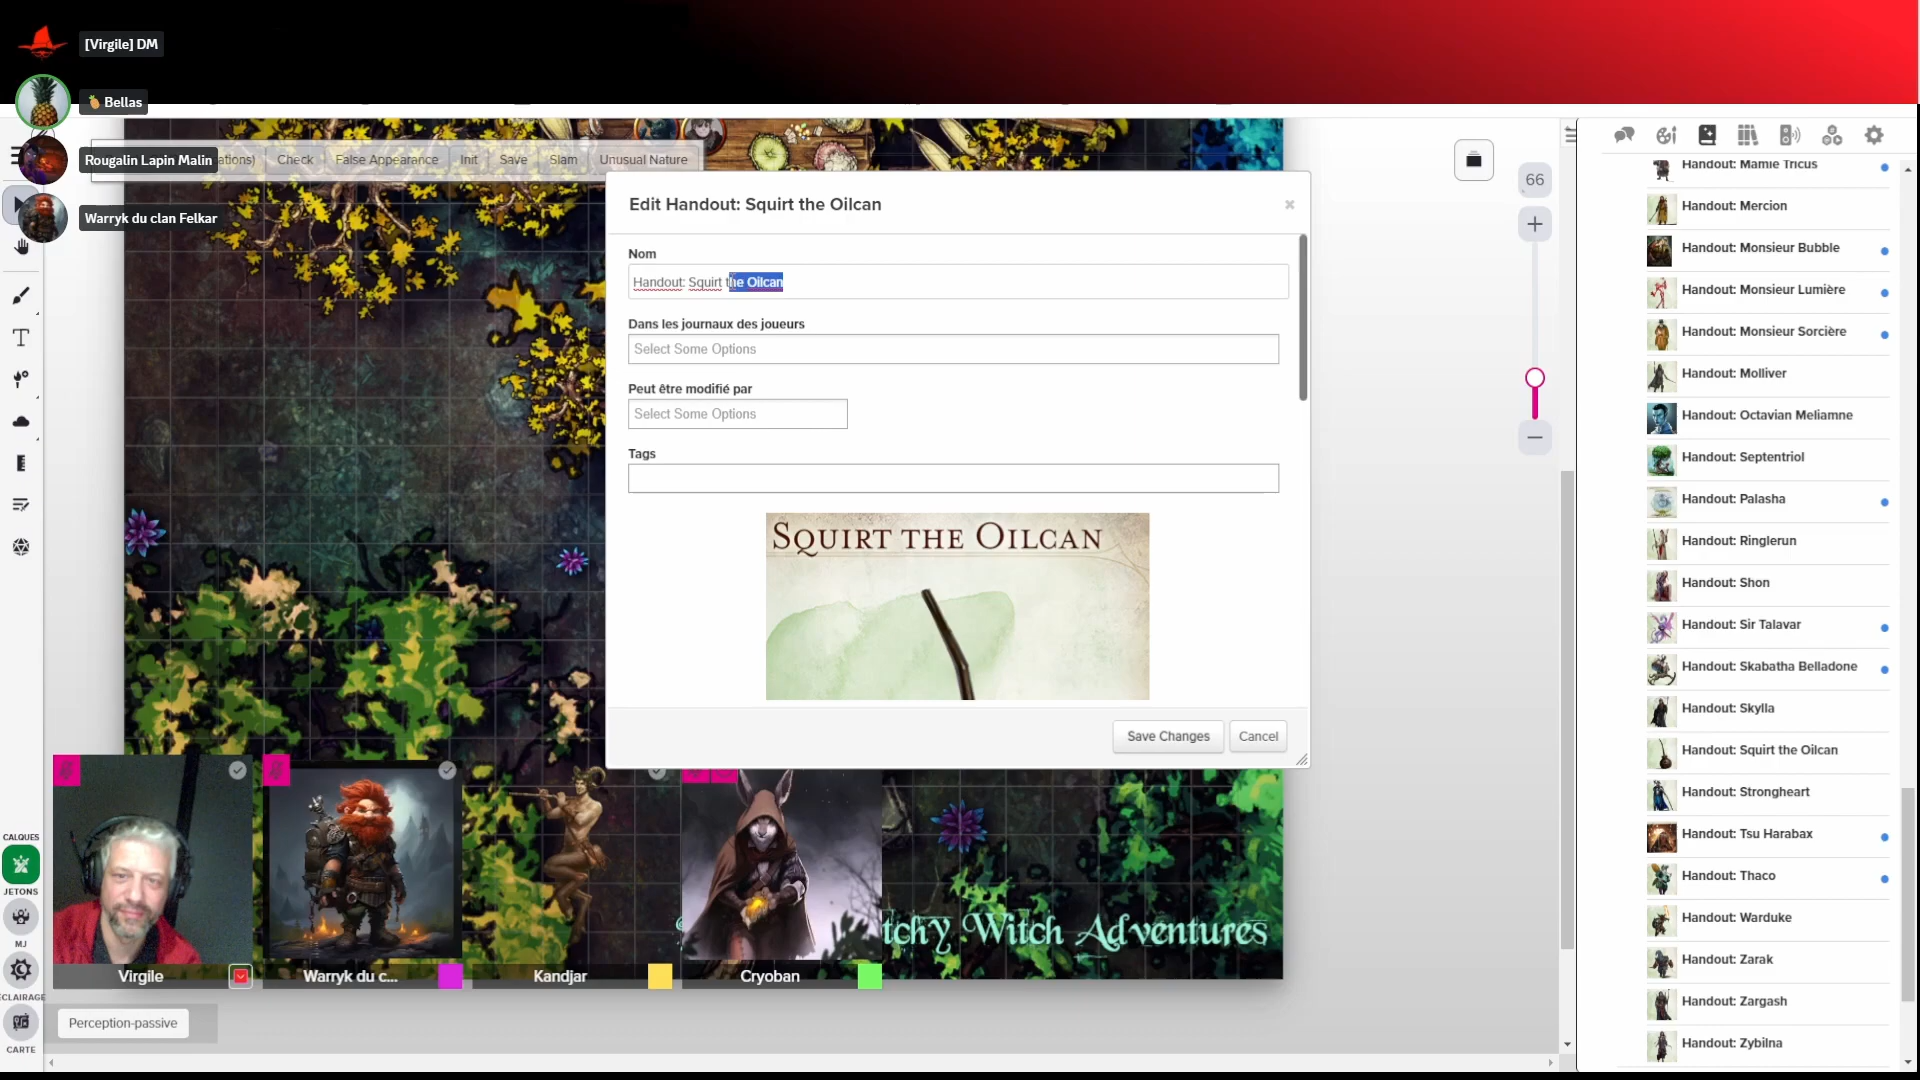 [Virgile] DM
🍍 Bellas
Rougalin Lapin Malin
Warryk du clan Felkar
ations)
Check
False Appearance
Init
Save
Slam
Unusual Nature
Edit Handout: Squirt the Oilcan
Nom
Handout: Squirt the Oilcan
Dans les journaux des joueurs
Select Some Options
Peut être modifié par
Select Some Options
Tags
SQUIRT THE OILCAN
Save Changes
Cancel
66
Handout: Mamie Tricus
Handout: Mercion
Handout: Monsieur Bubble
Handout: Monsieur Lumière
Handout: Monsieur Sorcière
Handout: Molliver
Handout: Octavian Meliamne
Handout: Septentriol
Handout: Palasha
Handout: Ringlerun
Handout: Shon
Handout: Sir Talavar
Handout: Skabatha Belladone
Handout: Skylla
Handout: Squirt the Oilcan
Handout: Strongheart
Handout: Tsu Harabax
Handout: Thaco
Handout: Warduke
Handout: Zarak
Handout: Zargash
Handout: Zybilna
CALQUES
JETONS
MJ
ECLAIRAGE
CARTE
tchy Witch Adventures
Virgile
Warryk du c...
Kandjar
Cryoban
Perception-passive